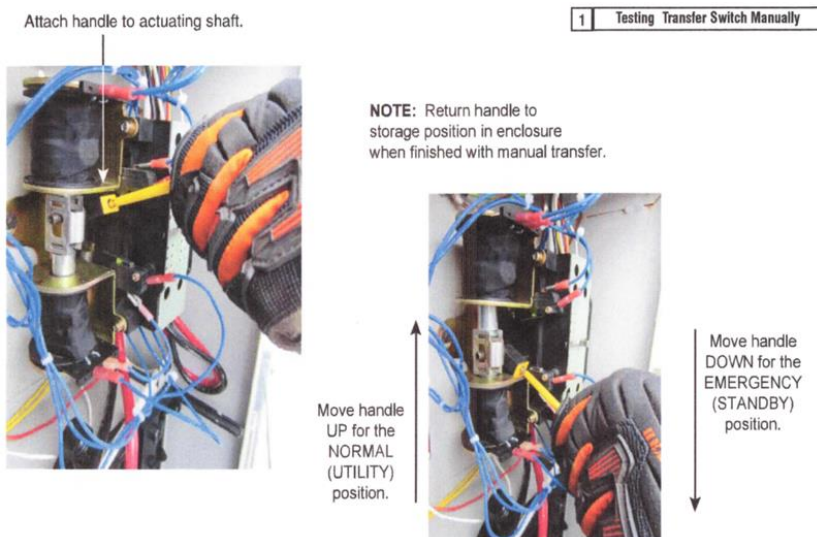 Attach handle to actuating shaft.
1 Testing Transfer Switch Manually
NOTE: Return handle to
storage position in enclosure
when finished with manual transfer.
Move handle
UP for the
NORMAL
(UTILITY)
position.
Move handle
DOWN for the
EMERGENCY
(STANDBY)
position.